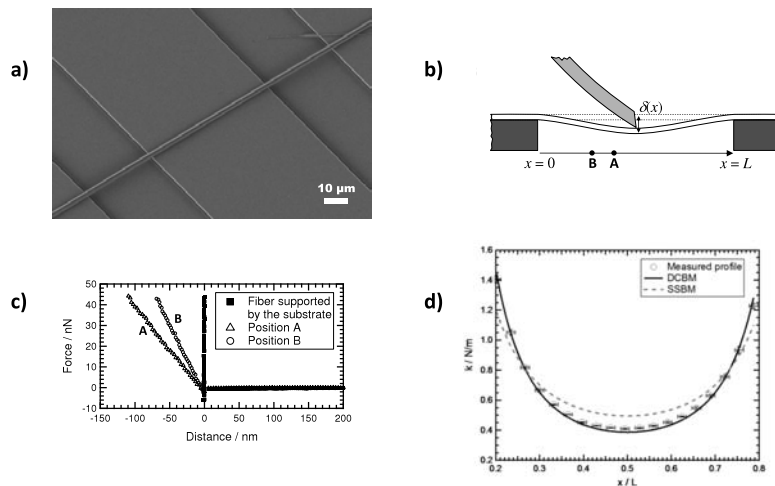 a)
10 µm
b)
δ(x)
B
A
x = 0
x = L
c)
Force / nN
50
40
30
20
10
0
-10
A
B
Fiber supported
by the substrate
Position A
Position B
-150
-100
-50
0
50
100
150
200
Distance / nm
d)
k / N/m
1.6
1.4
1.2
1.0
0.8
0.6
0.4
0.2
Measured profile
DCBM
SSBM
0.2
0.3
0.4
0.5
0.6
0.7
0.8
x / L